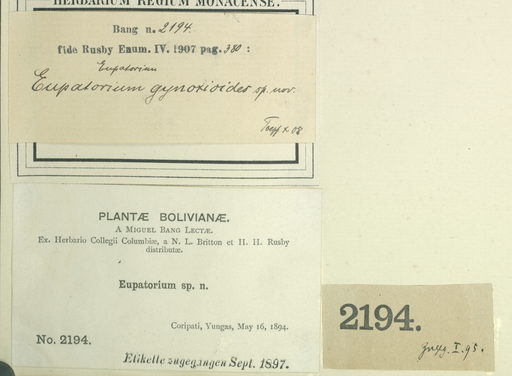 HERBARIUM REGIUM MONACENSE.
Bang n. 2194.
fide Rusby Enum. IV. 1907 pag. 380 :
Eupatorium
Eupatorium gynoxioides sp. nov.
X 08
PLANTÆ BOLIVIANÆ.
A MIGUEL BANG LECTÆ.
Ex. Herbario Collegii Columbiæ, a N. L. Britton et H. H. Rusby
distributæ.
Eupatorium sp. n.
Coripati, Yungas, May 16, 1894.
No. 2194.
Etikette zugegangen Sept. 1897.
2194.
I. 95.